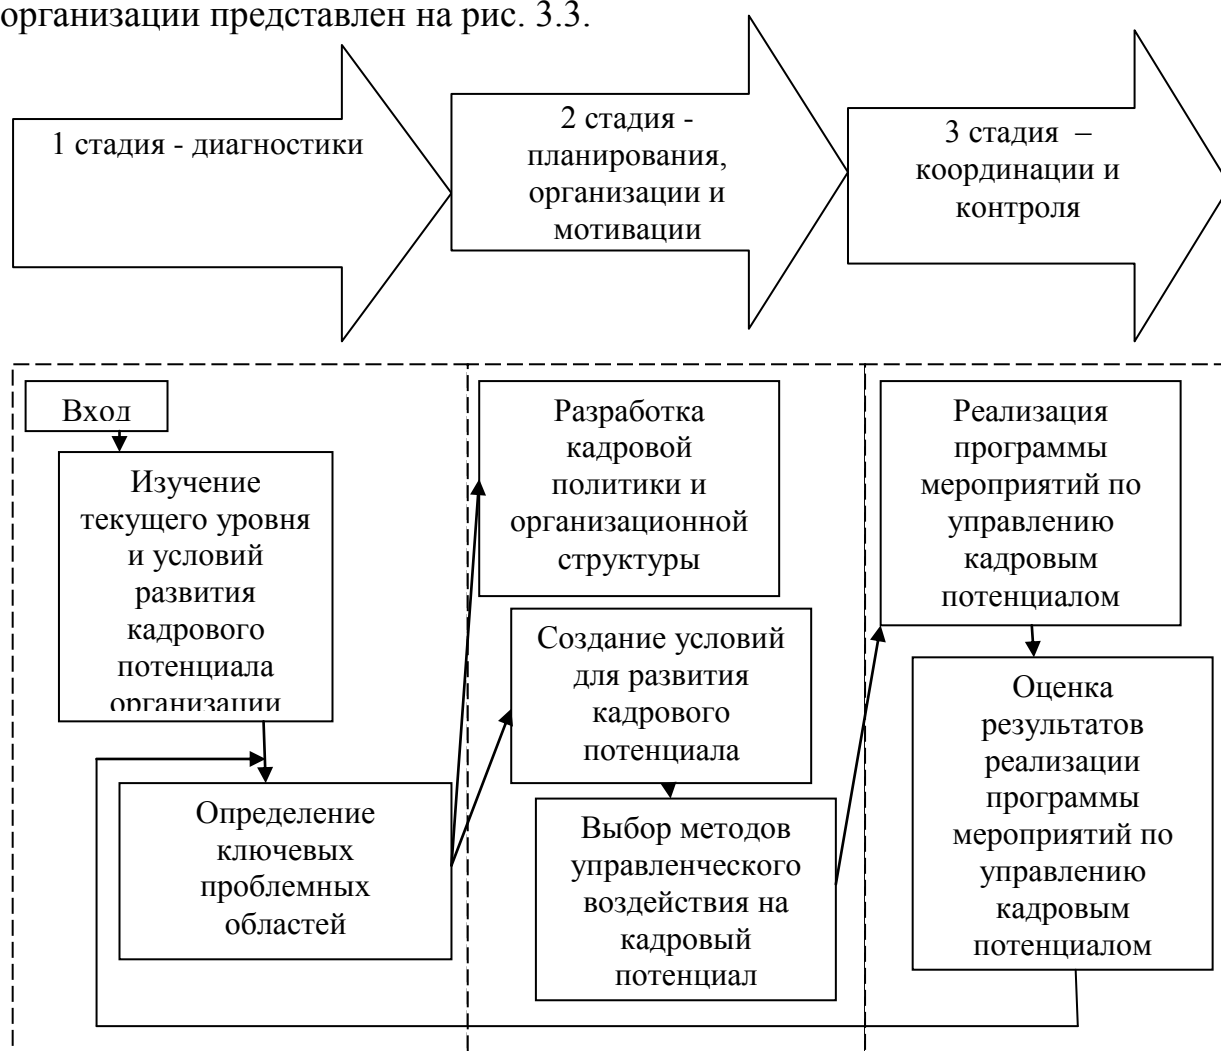 организации представлен на рис. 3.3.
1 стадия - диагностики
2 стадия -
планирования,
организации и
мотивации
3 стадия –
координации и
контроля
Вход
Изучение
текущего уровня
и условий
развития
кадрового
потенциала
организации
Определение
ключевых
проблемных
областей
Разработка
кадровой
политики и
организационной
структуры
Создание условий
для развития
кадрового
потенциала
Выбор методов
управленческого
воздействия на
кадровый
потенциал
Реализация
программы
мероприятий по
управлению
кадровым
потенциалом
Оценка
результатов
реализации
программы
мероприятий по
управлению
кадровым
потенциалом